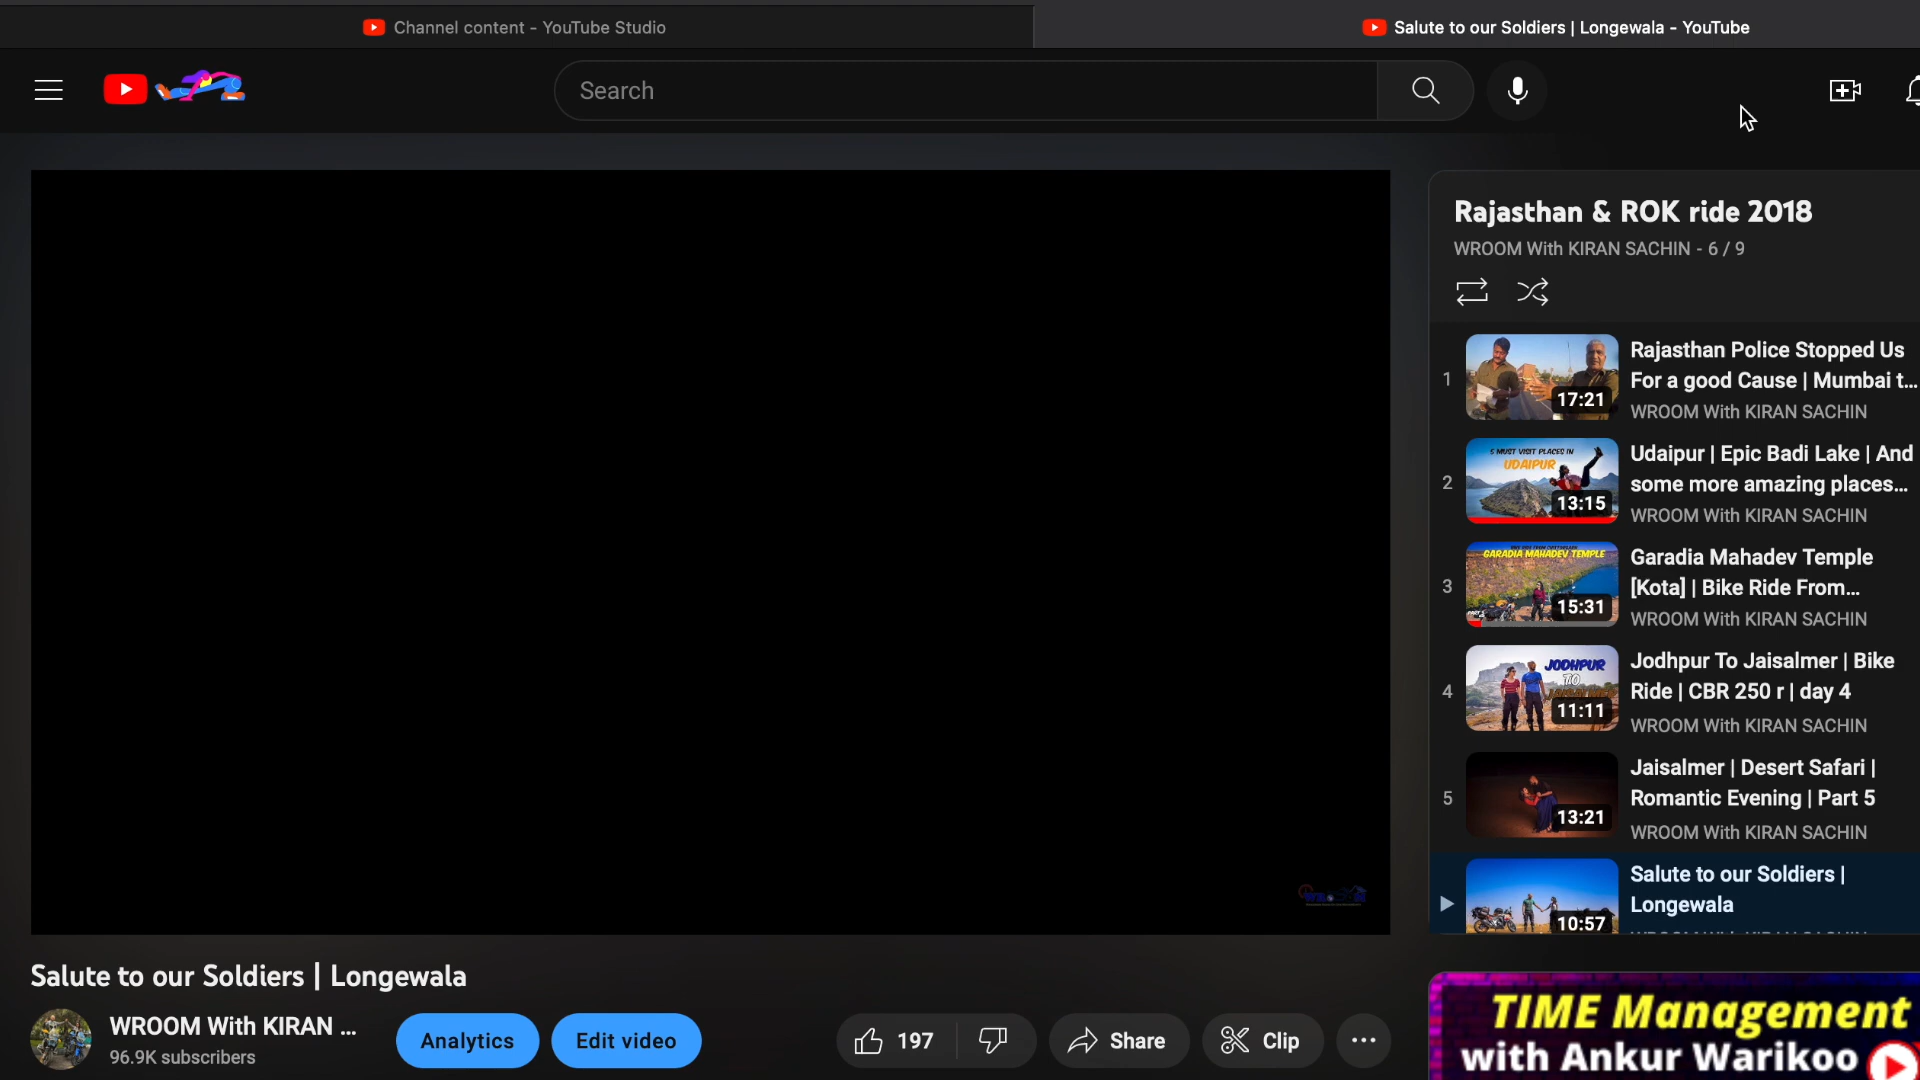 Channel content - YouTube Studio
Salute to our Soldiers | Longewala - YouTube
Search
Rajasthan & ROK ride 2018
WROOM With KIRAN SACHIN - 6 / 9
1
17:21
Rajasthan Police Stopped Us
For a good Cause | Mumbai t...
WROOM With KIRAN SACHIN
2
5 MUST VISIT PLACES IN
UDAIPUR
13:15
Udaipur | Epic Badi Lake | And
some more amazing places...
WROOM With KIRAN SACHIN
3
GARADIA MAHADEV TEMPLE
15:31
Garadia Mahadev Temple
[Kota] | Bike Ride From...
WROOM With KIRAN SACHIN
4
JODHPUR
TO
JAISALMER
11:11
Jodhpur To Jaisalmer | Bike
Ride | CBR 250 r | day 4
WROOM With KIRAN SACHIN
5
13:21
Jaisalmer | Desert Safari |
Romantic Evening | Part 5
WROOM With KIRAN SACHIN
10:57
Salute to our Soldiers |
Longewala
Salute to our Soldiers | Longewala
WROOM With KIRAN ...
96.9K subscribers
Analytics
Edit video
197
Share
Clip
TIME Management
with Ankur Warikoo